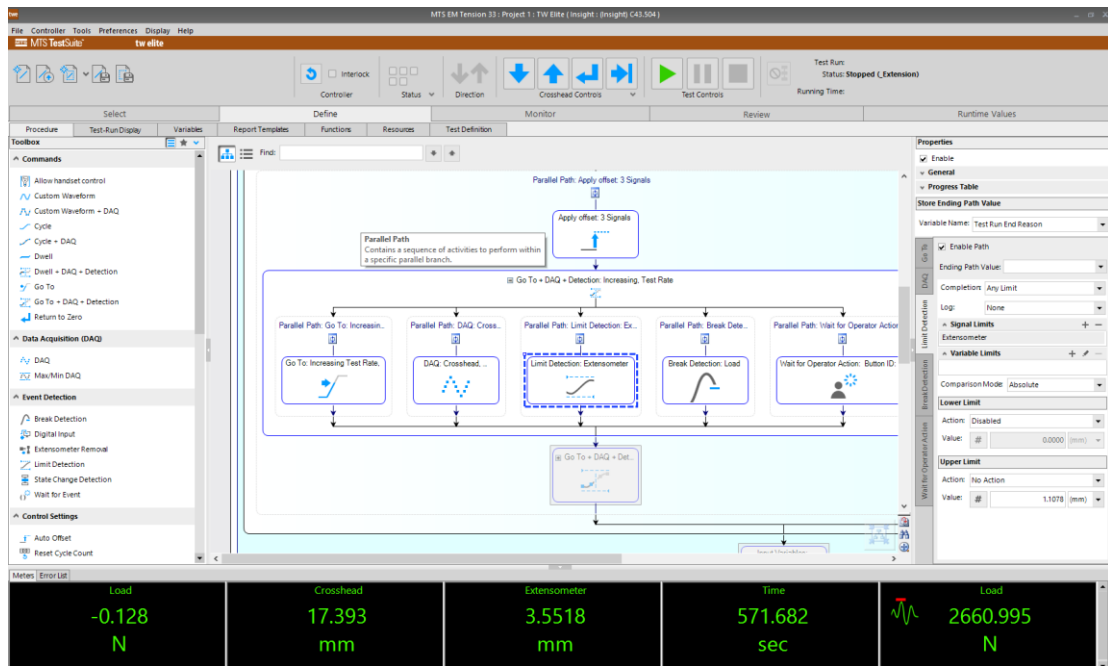 MTS EM Tension 33 : Project 1 : TW Elite ( Insight : (Insight) C43.504 )
File Controller Tools Preferences Display Help
MTS TestSuite tw elite
Interlock
Controller Status Direction Crosshead Controls Test Controls
Test Run:
Status: Stopped (_Extension)
Running Time:
Select Define Monitor Review Runtime Values
Procedure Test-Run Display Variables Report Templates Functions Resources Test Definition
Toolbox
Commands
Allow handset control
Custom Waveform
Custom Waveform + DAQ
Cycle
Cycle + DAQ
Dwell
Dwell + DAQ + Detection
Go To
Go To + DAQ + Detection
Return to Zero
Data Acquisition (DAQ)
DAQ
Max/Min DAQ
Event Detection
Break Detection
Digital Input
Extensometer Removal
Limit Detection
State Change Detection
Wait for Event
Control Settings
Auto Offset
Reset Cycle Count
Find:
Parallel Path: Apply offset: 3 Signals
Apply offset: 3 Signals
Parallel Path
Contains a sequence of activities to perform within
a specific parallel branch.
Go To + DAQ + Detection: Increasing, Test Rate
Parallel Path: Go To: Increasin...
Go To: Increasing Test Rate,
Parallel Path: DAQ: Cross...
DAQ: Crosshead, ..
Parallel Path: Limit Detection: Ex...
Limit Detection: Extensometer
Parallel Path: Break Dete...
Break Detection: Load
Parallel Path: Wait for Operator Action
Wait for Operator Action: Button ID:
Go To + DAQ + Det..
Properties
Enable
General
Progress Table
Store Ending Path Value
Variable Name: Test Run End Reason
Go To
DAQ
Limit Detection
Break Detection
Wait for Operator Action
Enable Path
Ending Path Value:
Completion: Any Limit
Log: None
Signal Limits
Extensometer
Variable Limits
Comparison Mode: Absolute
Lower Limit
Action: Disabled
Value: # 0.0000 (mm)
Upper Limit
Action: No Action
Value: # 1.1078 (mm)
Meters Error List
Load
-0.128
N
Crosshead
17.393
mm
Extensometer
3.5518
mm
Time
571.682
sec
Load
2660.995
N